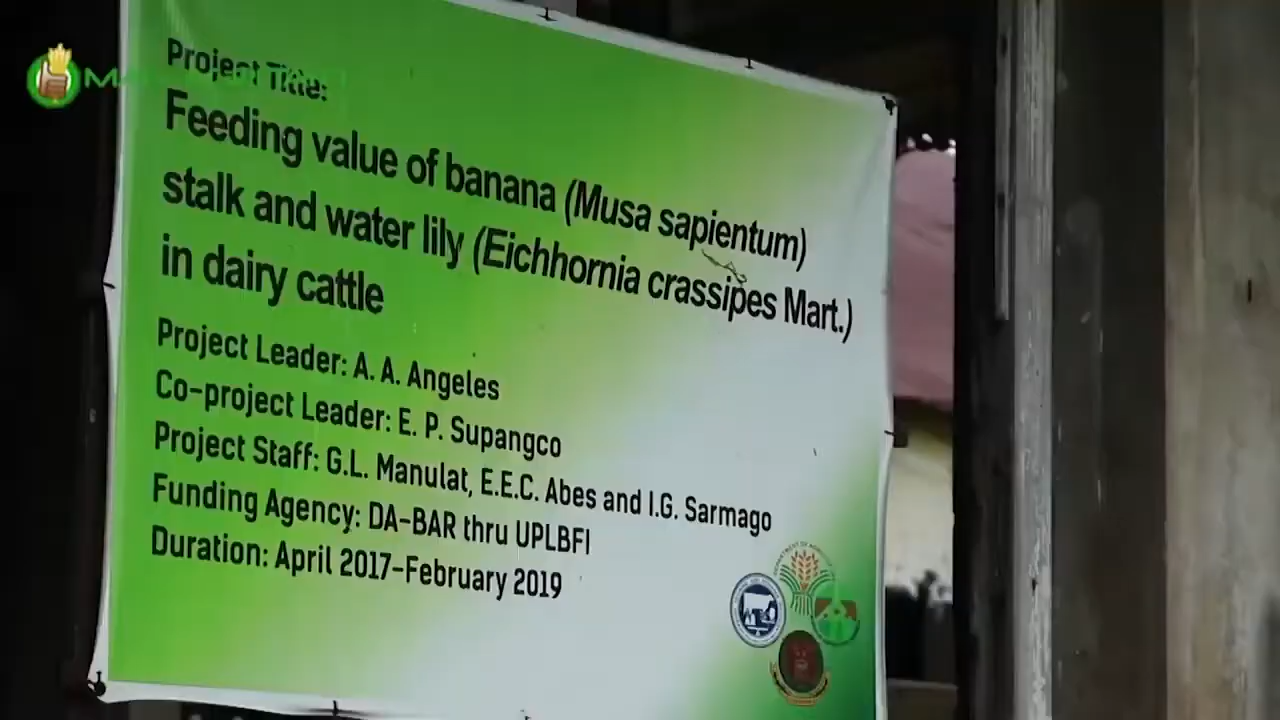 Project Title:
Feeding value of banana (Musa sapientum)
stalk and water lily (Eichhornia crassipes Mart.)
in dairy cattle
Project Leader: A. A. Angeles
Co-project Leader: E. P. Supangco
Project Staff: G.L. Manulat, E.E.C. Abes and I.G. Sarmago
Funding Agency: DA-BAR thru UPLBFI
Duration: April 2017-February 2019